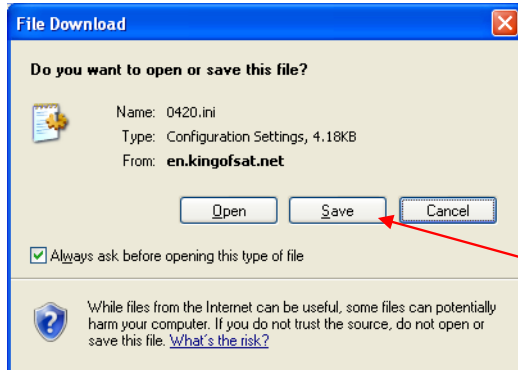 File Download
Do you want to open or save this file?
Name: 0420.ini
Type: Configuration Settings, 4.18KB
From: en.kingofsat.net
Open Save Cancel
Always ask before opening this type of file
While files from the Internet can be useful, some files can potentially
harm your computer. If you do not trust the source, do not open or
save this file. What's the risk?